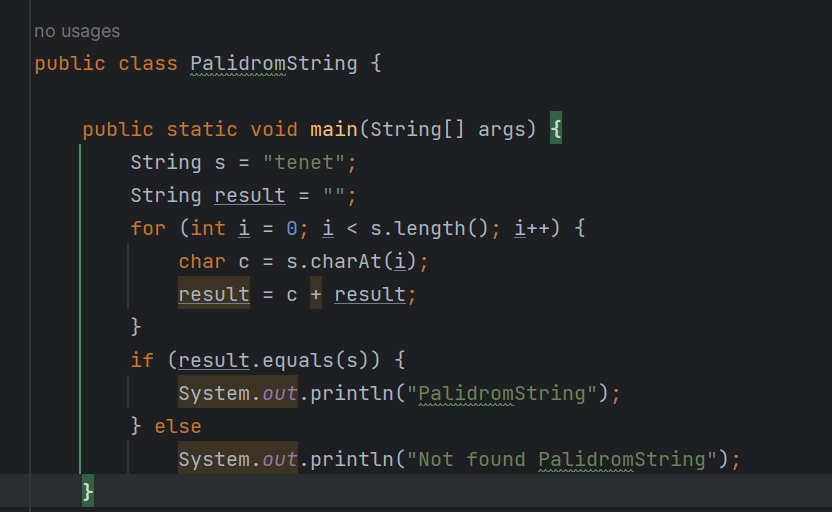 no usages
public class PalidromString {
public static void main(String[] args) {
String s = "tenet";
String result = "";
for (int i = 0; i < s.length(); i++) {
char c = s.charAt(i);
result = c + result;
}
if (result.equals(s)) {
System.out.println("PalidromString");
} else
System.out.println("Not found PalidromString");
}